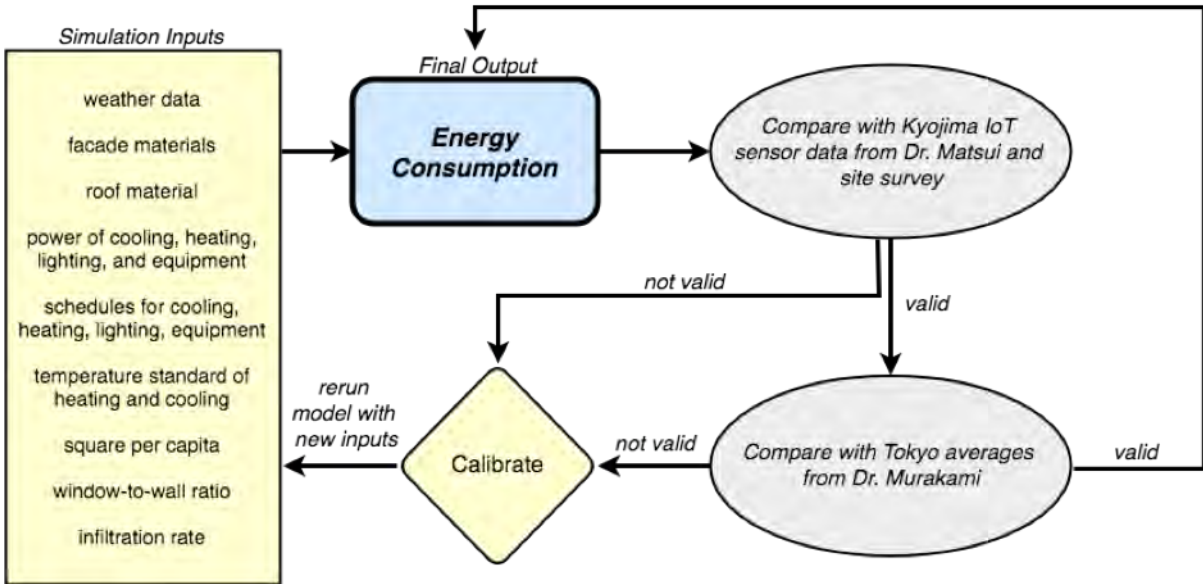 Simulation Inputs
weather data
facade materials
roof material
power of cooling, heating,
lighting, and equipment
schedules for cooling,
heating, lighting, equipment
temperature standard of
heating and cooling
square per capita
window-to-wall ratio
infiltration rate
Final Output
Energy
Consumption
Compare with Kyojima IoT
sensor data from Dr. Matsui and
site survey
not valid
valid
rerun
model with
new inputs
Calibrate
not valid
Compare with Tokyo averages
from Dr. Murakami
valid